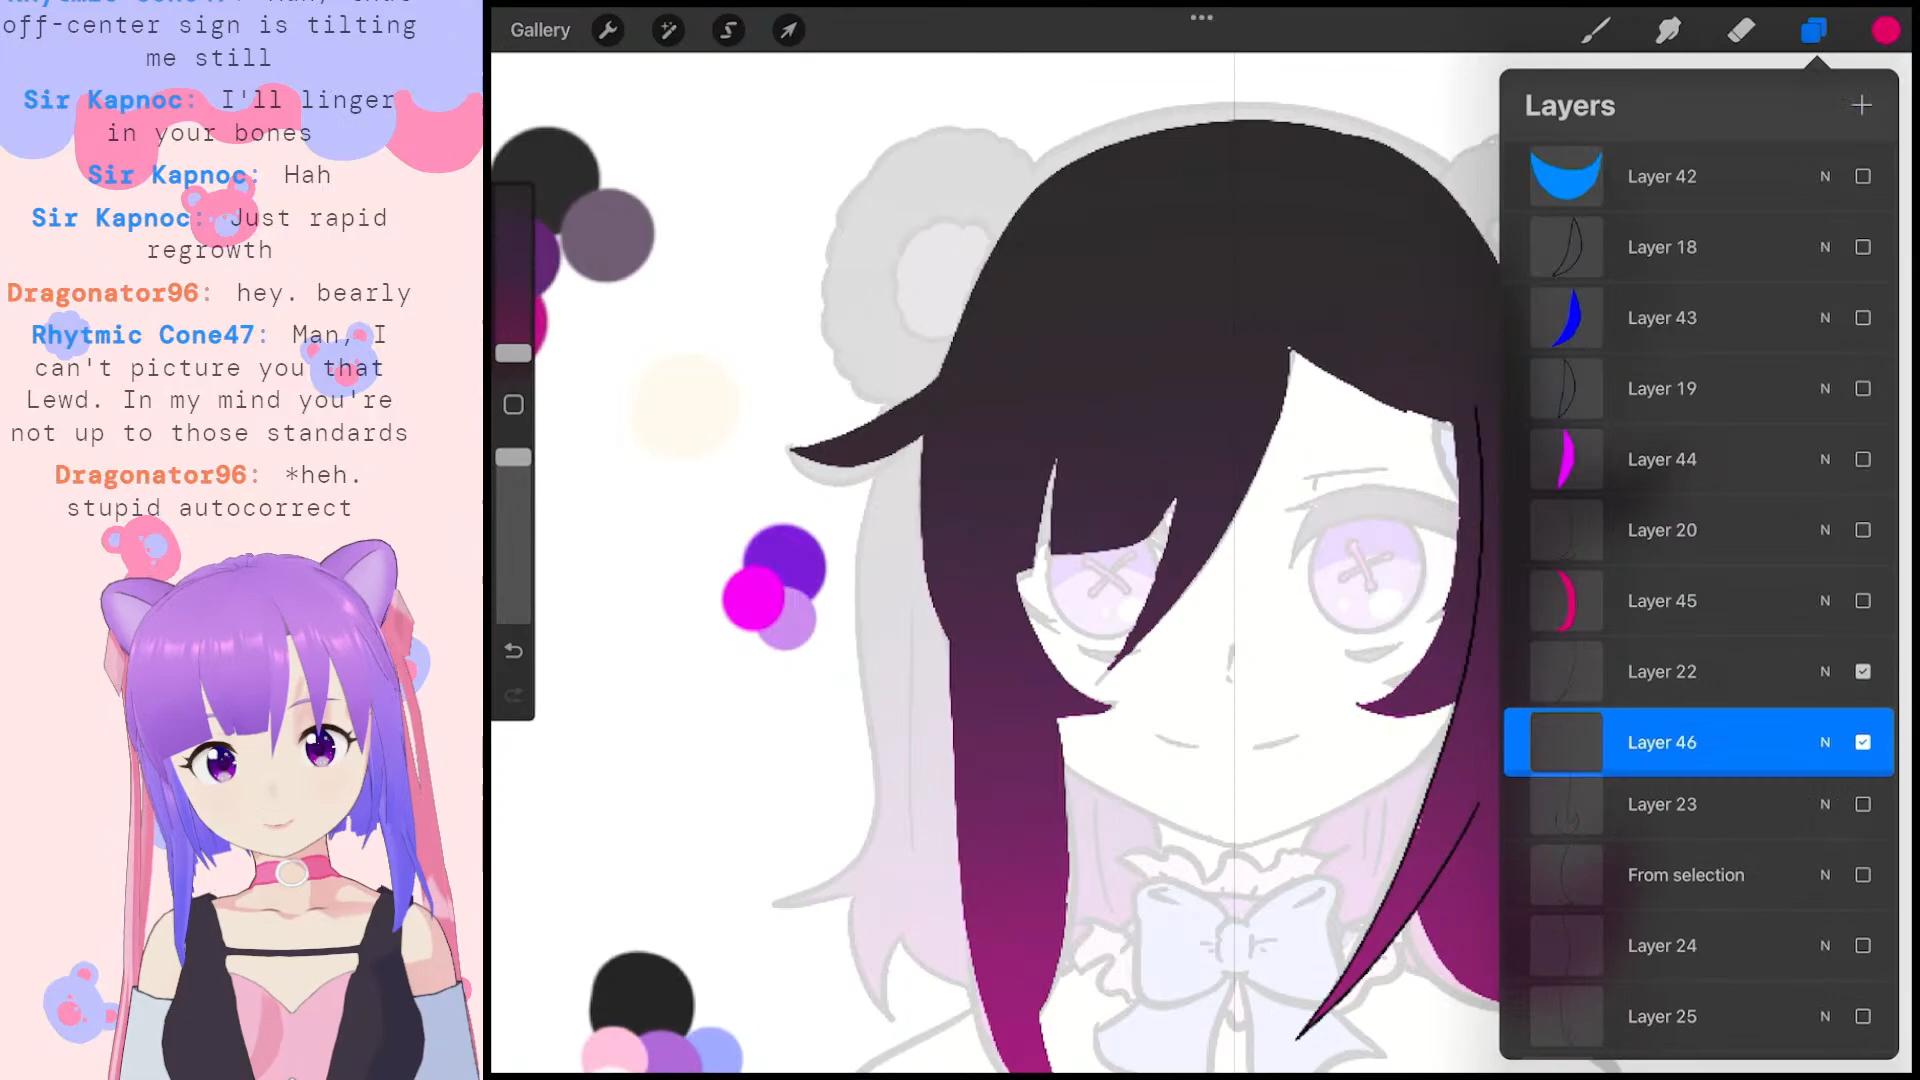 off-center sign is tilting
me still
Sir Kapnoc: I'll linger
in your bones
Sir Kapnoc: Hah
Sir Kapnoc: Just rapid
regrowth
Dragonator96: hey. bearly
Rhytmic Cone47: Man, I
can't picture you that
Lewd. In my mind you're
not up to those standards
Dragonator96: *heh.
stupid autocorrect
Gallery
Layers
Layer 42 N
Layer 18 N
Layer 43 N
Layer 19 N
Layer 44 N
Layer 20 N
Layer 45 N
Layer 22 N
Layer 46 N
Layer 23 N
From selection N
Layer 24 N
Layer 25 N